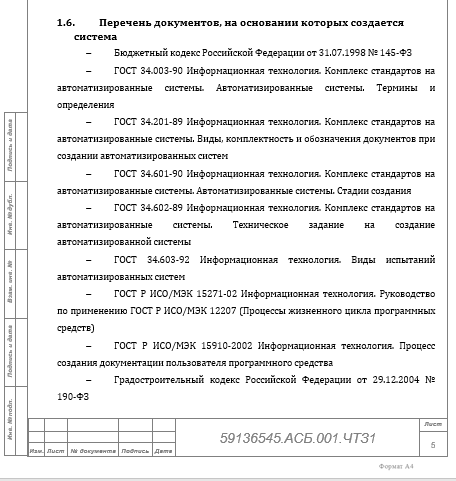 1.6. Перечень документов, на основании которых создается
система
– Бюджетный кодекс Российской Федерации от 31.07.1998 № 145-ФЗ
– ГОСТ 34.003-90 Информационная технология. Комплекс стандартов на
автоматизированные системы. Автоматизированные системы. Термины и
определения
– ГОСТ 34.201-89 Информационная технология. Комплекс стандартов на
автоматизированные системы. Виды, комплектность и обозначения документов при
создании автоматизированных систем
– ГОСТ 34.601-90 Информационная технология. Комплекс стандартов на
автоматизированные системы. Автоматизированные системы. Стадии создания
– ГОСТ 34.602-89 Информационная технология. Комплекс стандартов на
автоматизированные системы. Техническое задание на создание
автоматизированной системы
– ГОСТ 34.603-92 Информационная технология. Виды испытаний
автоматизированных систем
– ГОСТ Р ИСО/МЭК 15271-02 Информационная технология. Руководство
по применению ГОСТ Р ИСО/МЭК 12207 (Процессы жизненного цикла программных
средств)
– ГОСТ Р ИСО/МЭК 15910-2002 Информационная технология. Процесс
создания документации пользователя программного средства
– Градостроительный кодекс Российской Федерации от 29.12.2004 №
190-ФЗ
Подпись и дата
Инв. № дубл.
Взам. инв. №
Подпись и дата
Инв. № подл.
59136545.АСБ.001.ЧТЗ1
Лист
5
Изм. Лист № документа Подпись Дата
Формат А4